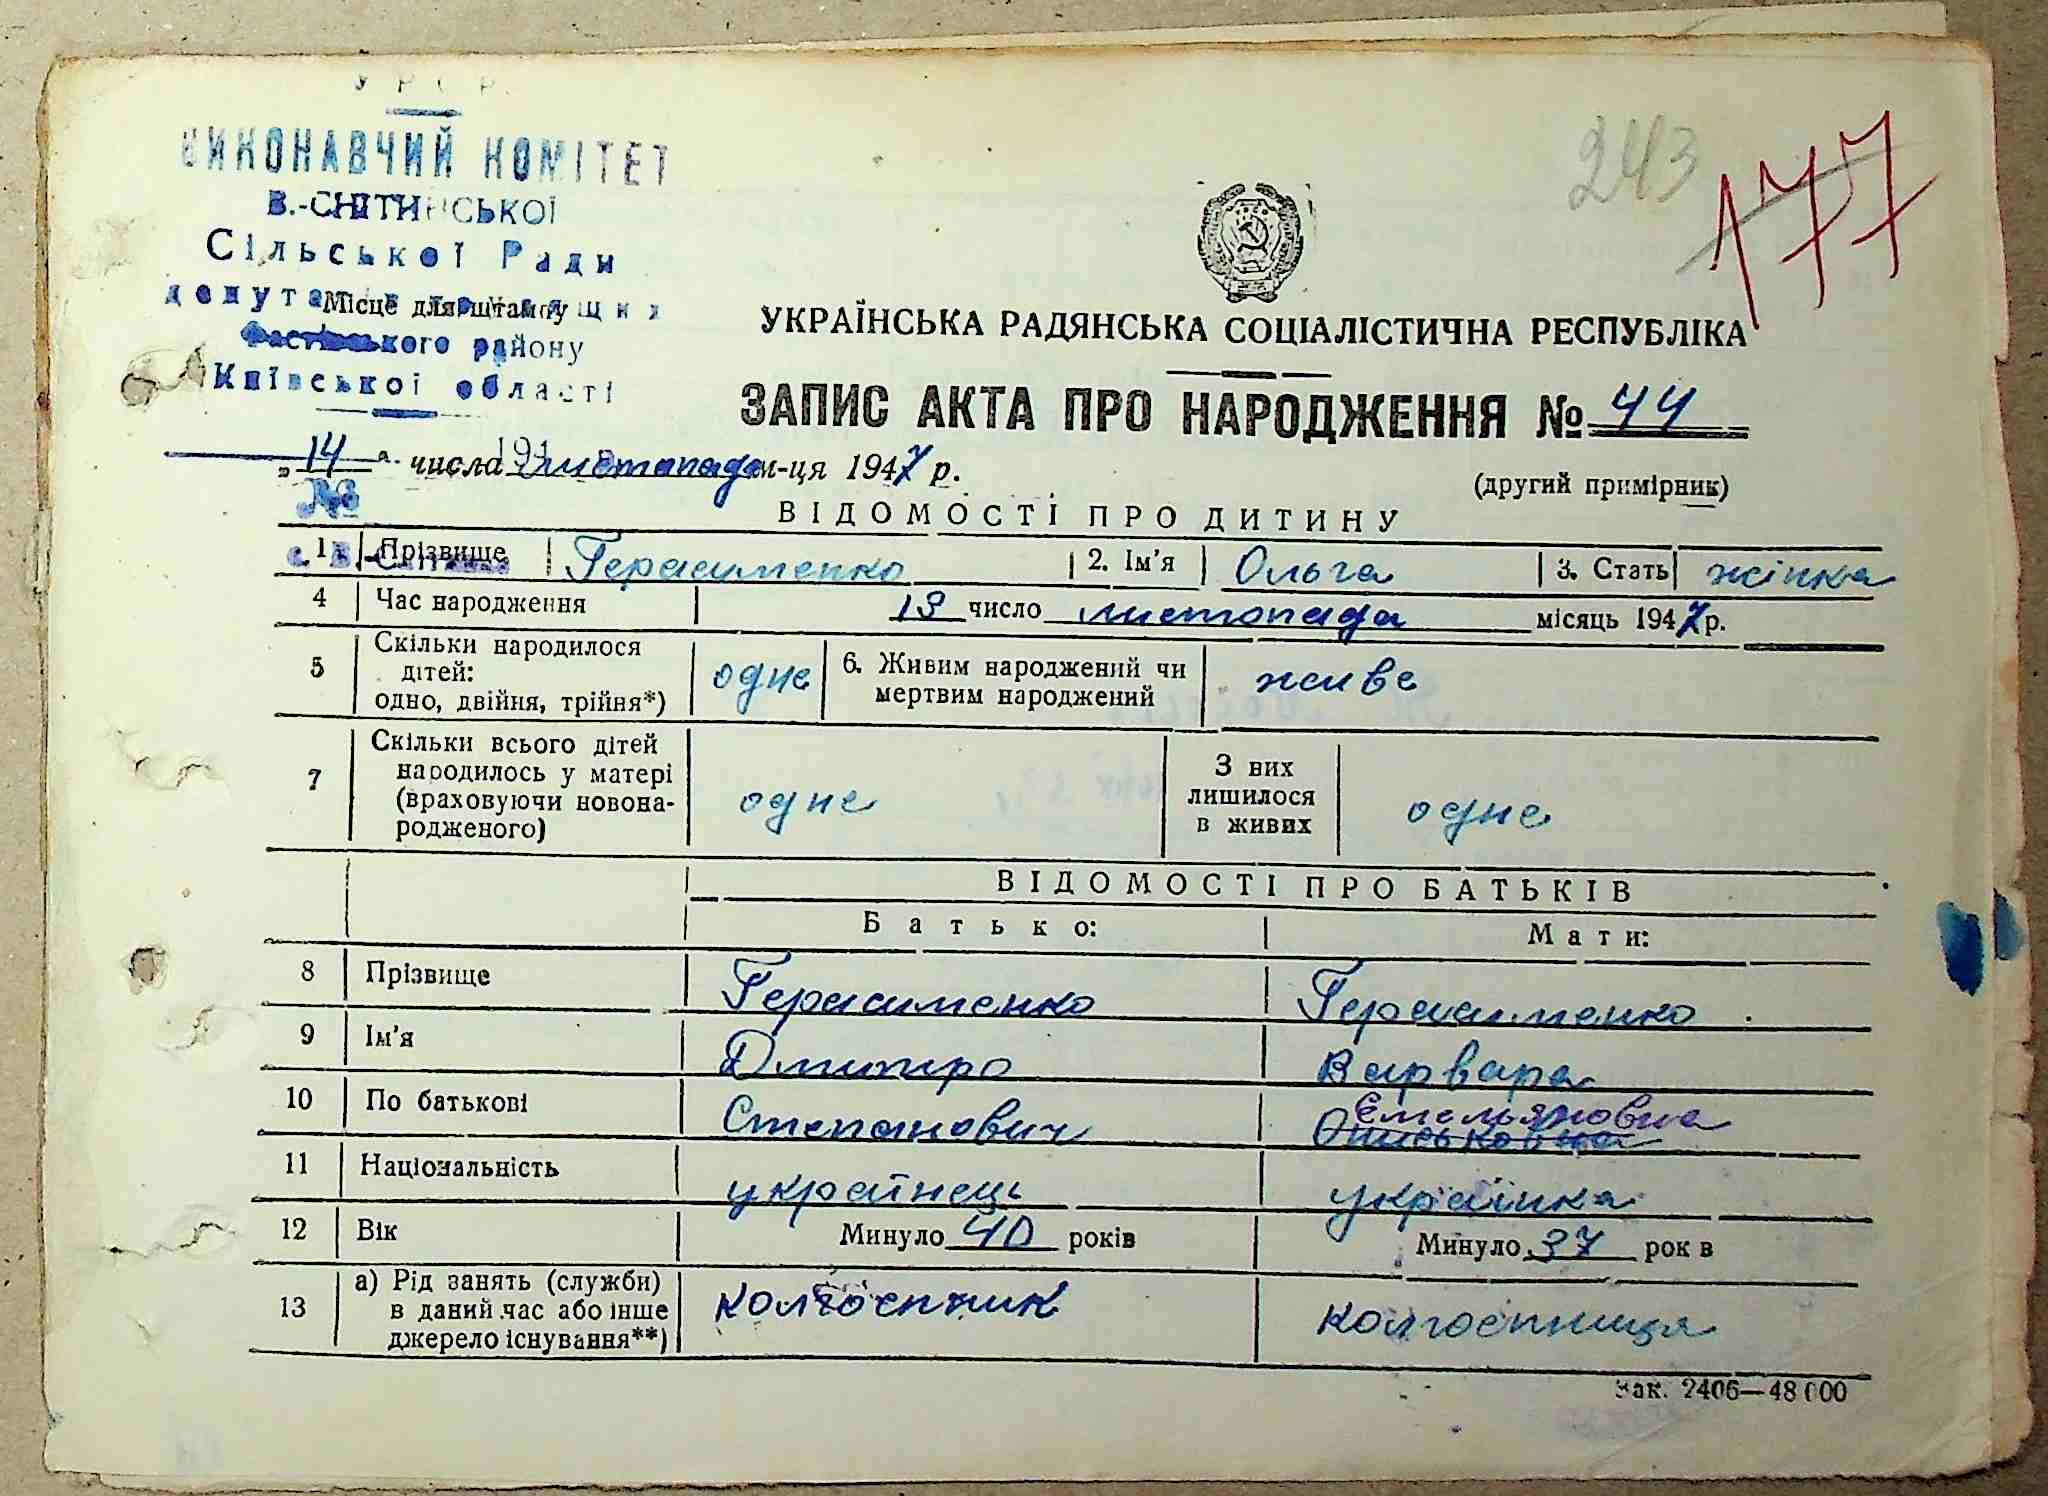 УРСР
ВИКОНАВЧИЙ КОМІТЕТ
В.-СНІТИНСЬКОЇ
Сільської Ради
депутатів трудящих
Місце для штампу
Фастівського району
Київської області
243
177
УКРАЇНСЬКА РАДЯНСЬКА СОЦІАЛІСТИЧНА РЕСПУБЛІКА
ЗАПИС АКТА ПРО НАРОДЖЕННЯ № 44
„14" числа листопада м-ця 1947 р.
(другий примірник)
№
ВІДОМОСТІ ПРО ДИТИНУ
1 Прізвище Герасименко 2. Ім'я Ольга 3. Стать жінка
4 Час народження 13 число листопада місяць 1947 р.
5 Скільки народилося дітей: одно, двійня, трійня*) одне 6. Живим народжений чи мертвим народжений живе
7 Скільки всього дітей народилось у матері (враховуючи новонародженого) одне З них лишилося в живих одне
ВІДОМОСТІ ПРО БАТЬКІВ
Батько: Мати:
8 Прізвище Герасименко Герасименко
9 Ім'я Дмитро Варвара
10 По батькові Степанович Омельяновна
11 Національність українець українка
12 Вік Минуло 40 років Минуло 37 років
13 а) Рід занять (служби) в даний час або інше джерело існування**) колгоспник колгоспниця
Зак. 2406—48000